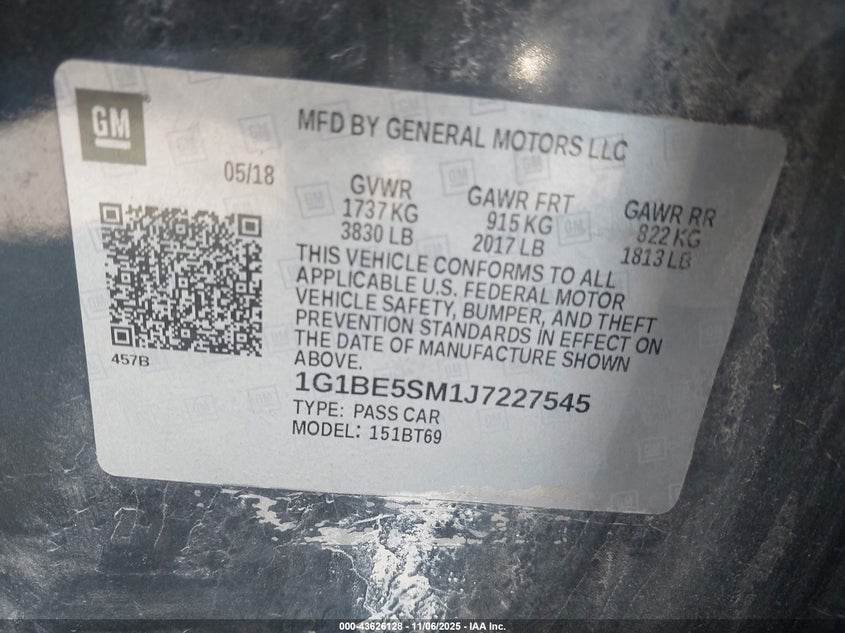 GM
MFD BY GENERAL MOTORS LLC
05/18
GVWR
1737 KG
3830 LB
GAWR FRT
915 KG
2017 LB
GAWR RR
822 KG
1813 LB
THIS VEHICLE CONFORMS TO ALL
APPLICABLE U.S. FEDERAL MOTOR
VEHICLE SAFETY, BUMPER, AND THEFT
PREVENTION STANDARDS IN EFFECT ON
THE DATE OF MANUFACTURE SHOWN
ABOVE.
457B
1G1BE5SM1J7227545
TYPE: PASS CAR
MODEL: 151BT69
000-43626128 - 11/06/2025 - IAA Inc.